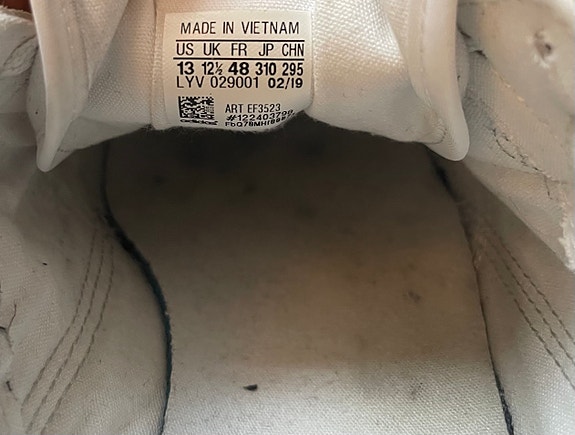 MADE IN VIETNAM
US UK FR JP CHN
13 12½ 48 310 295
LYV 029001 02/19
ART EF3523
adidas